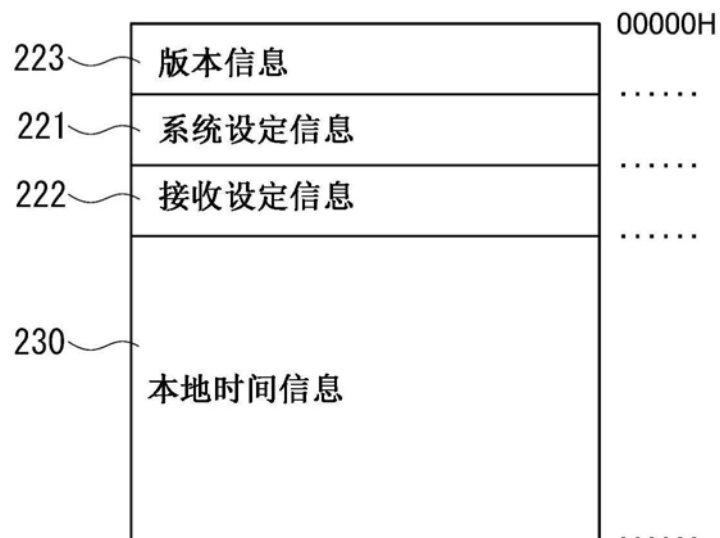 00000H
223 版本信息
......
221 系统设定信息
......
222 接收设定信息
......
230
本地时间信息
......